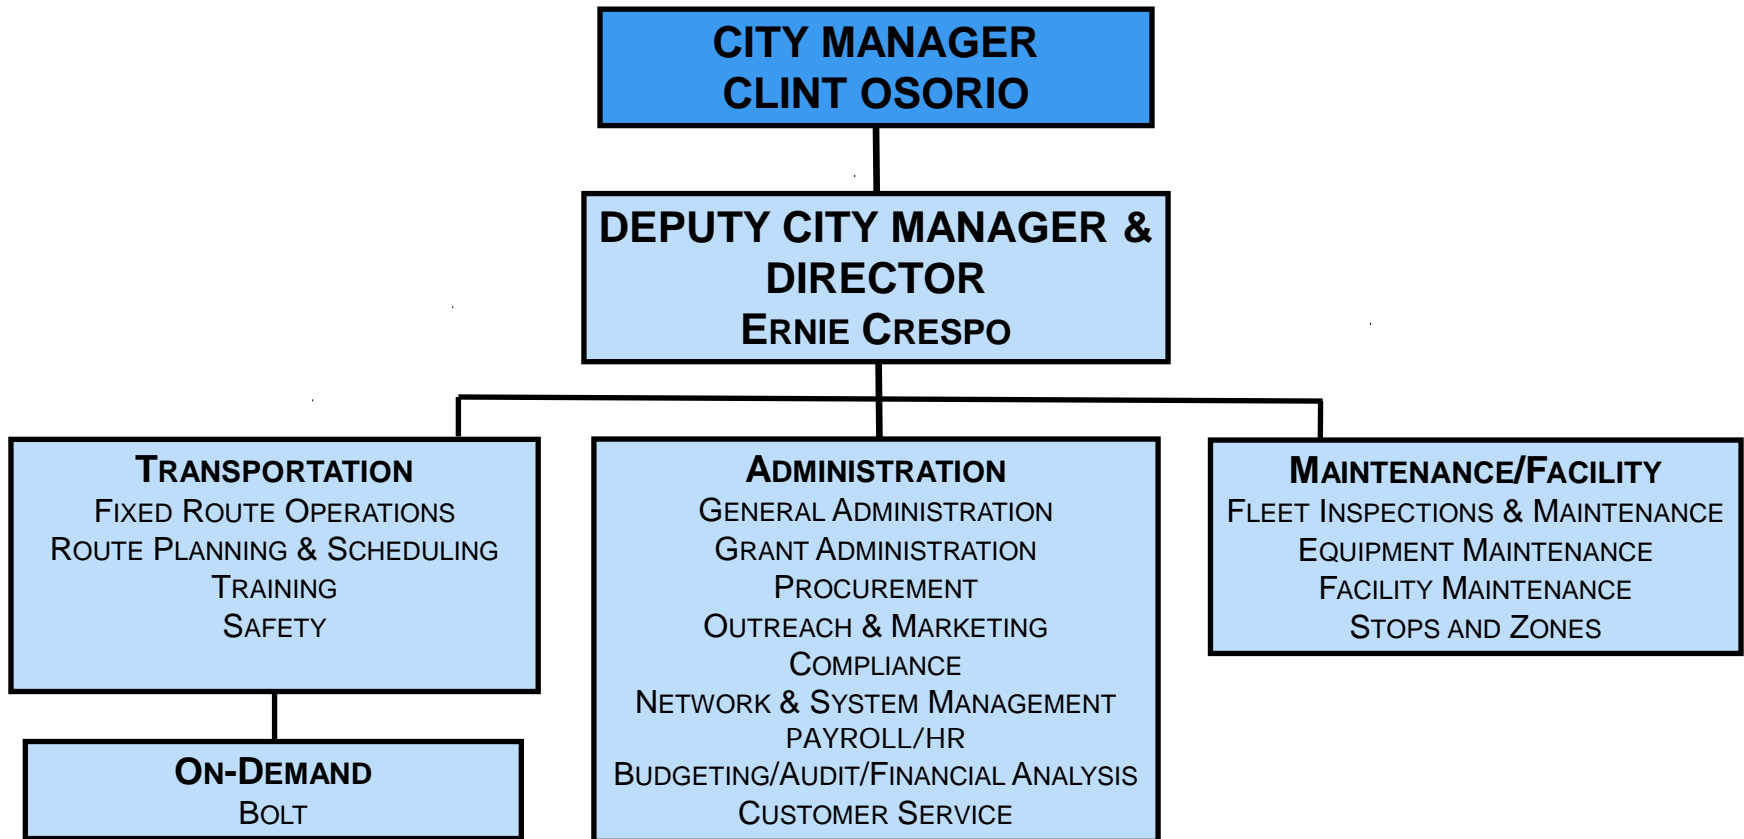 CITY MANAGER
CLINT OSORIO
DEPUTY CITY MANAGER &
DIRECTOR
ERNIE CRESPO
TRANSPORTATION
FIXED ROUTE OPERATIONS
ROUTE PLANNING & SCHEDULING
TRAINING
SAFETY
ON-DEMAND
BOLT
ADMINISTRATION
GENERAL ADMINISTRATION
GRANT ADMINISTRATION
PROCUREMENT
OUTREACH & MARKETING
COMPLIANCE
NETWORK & SYSTEM MANAGEMENT
PAYROLL/HR
BUDGETING/AUDIT/FINANCIAL ANALYSIS
CUSTOMER SERVICE
MAINTENANCE/FACILITY
FLEET INSPECTIONS & MAINTENANCE
EQUIPMENT MAINTENANCE
FACILITY MAINTENANCE
STOPS AND ZONES